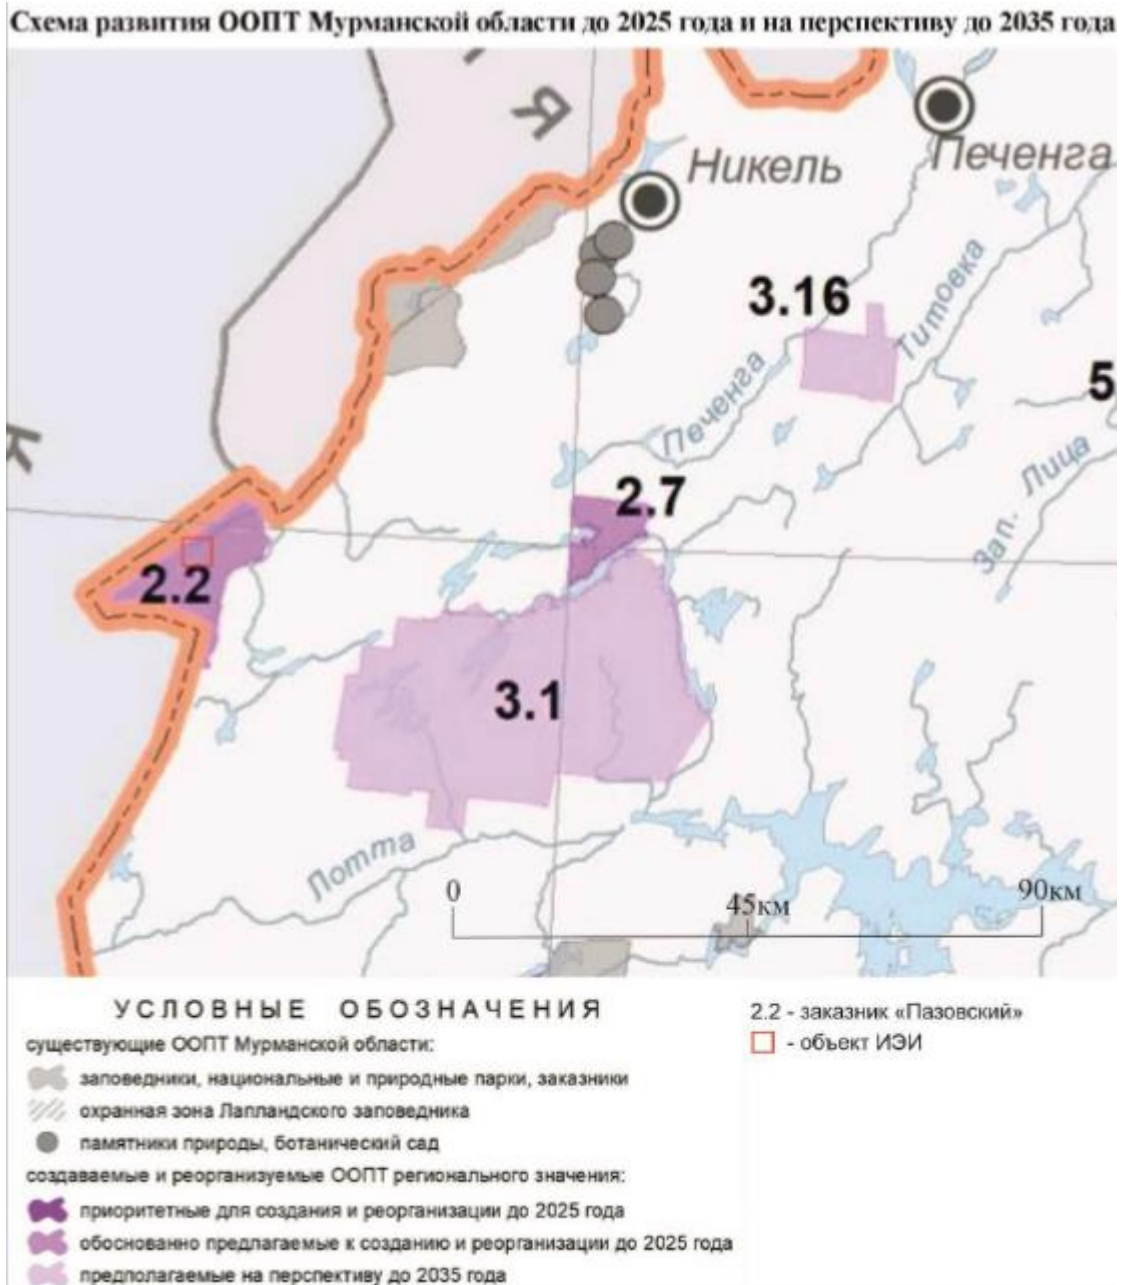 Схема развития ООПТ Мурманской области до 2025 года и на перспективу до 2035 года
Я
К
Никель
Печенга
3.16
Титовка
5
Печенга
Зап. Лица
2.7
2.2
3.1
Лотта
0
45км
90км
УСЛОВНЫЕ ОБОЗНАЧЕНИЯ
существующие ООПТ Мурманской области:
заповедники, национальные и природные парки, заказники
охранная зона Лапландского заповедника
памятники природы, ботанический сад
создаваемые и реорганизуемые ООПТ регионального значения:
приоритетные для создания и реорганизации до 2025 года
обоснованно предлагаемые к созданию и реорганизации до 2025 года
предполагаемые на перспективу до 2035 года
2.2 - заказник «Пазовский»
- объект ИЭИ